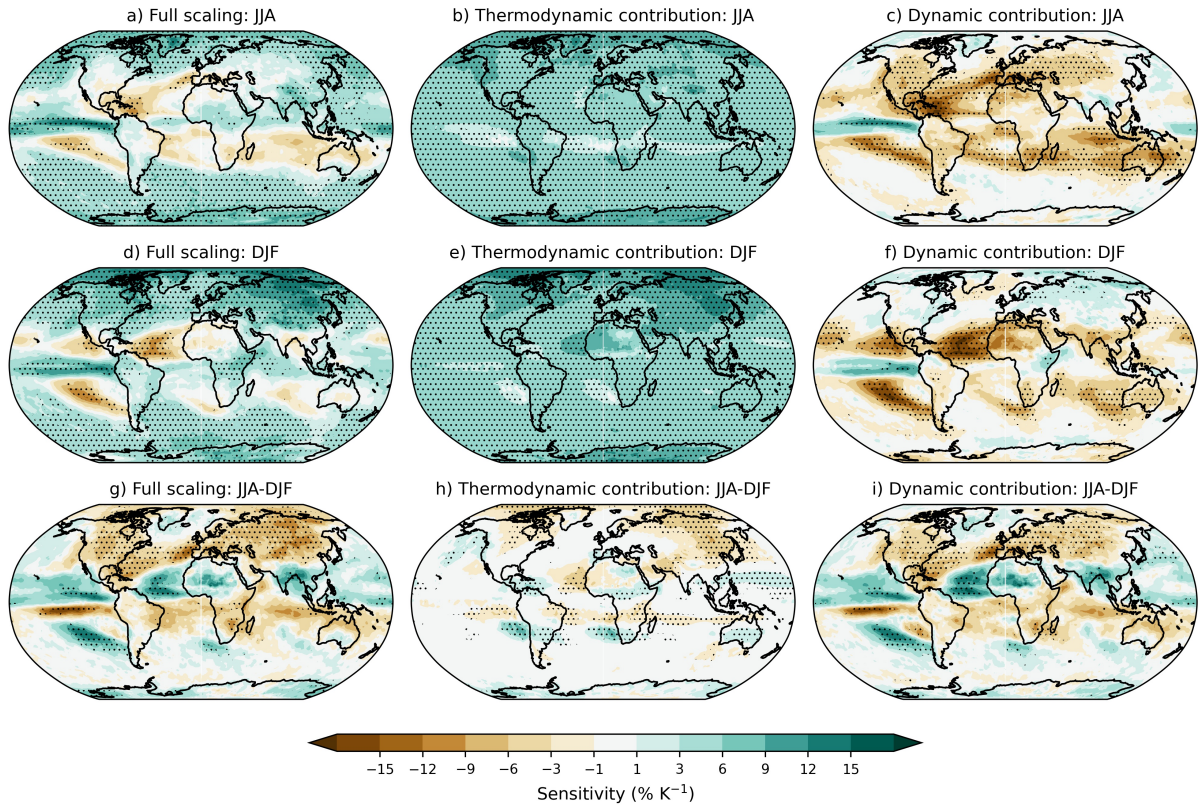 a) Full scaling: JJA
b) Thermodynamic contribution: JJA
c) Dynamic contribution: JJA
d) Full scaling: DJF
e) Thermodynamic contribution: DJF
f) Dynamic contribution: DJF
g) Full scaling: JJA-DJF
h) Thermodynamic contribution: JJA-DJF
i) Dynamic contribution: JJA-DJF
−15 −12 −9 −6 −3 −1 1 3 6 9 12 15
Sensitivity (% K⁻¹)